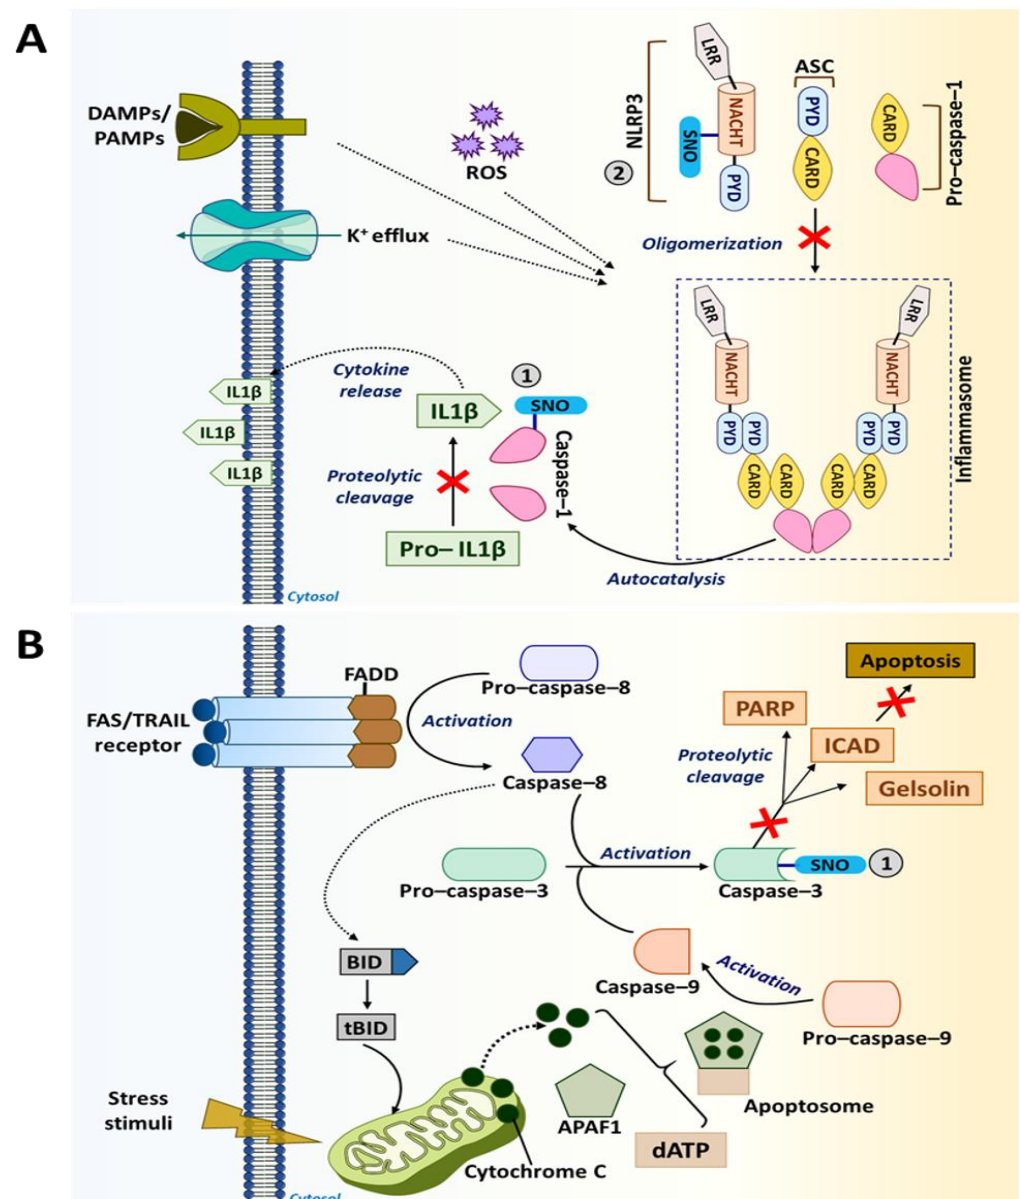 A
DAMPs/
PAMPs
ROS
K+ efflux
NLRP3
2
LRR
NACHT
SNO
PYD
ASC
PYD
CARD
CARD
Pro–caspase–1
Oligomerization
LRR
LRR
NACHT
NACHT
PYD
PYD
PYD
PYD
CARD
CARD
CARD
CARD
Inflammasome
Cytokine
release
IL1β
IL1β
IL1β
IL1β
1
SNO
Caspase–1
Proteolytic
cleavage
Pro– IL1β
Autocatalysis
Cytosol
B
FAS/TRAIL
receptor
FADD
Activation
Pro–caspase–8
Caspase–8
Apoptosis
PARP
ICAD
Gelsolin
Proteolytic
cleavage
Pro–caspase–3
Activation
Caspase–3
SNO
1
BID
tBID
Caspase–9
Activation
Pro–caspase–9
Stress
stimuli
APAF1
dATP
Apoptosome
Cytochrome C
Cytosol